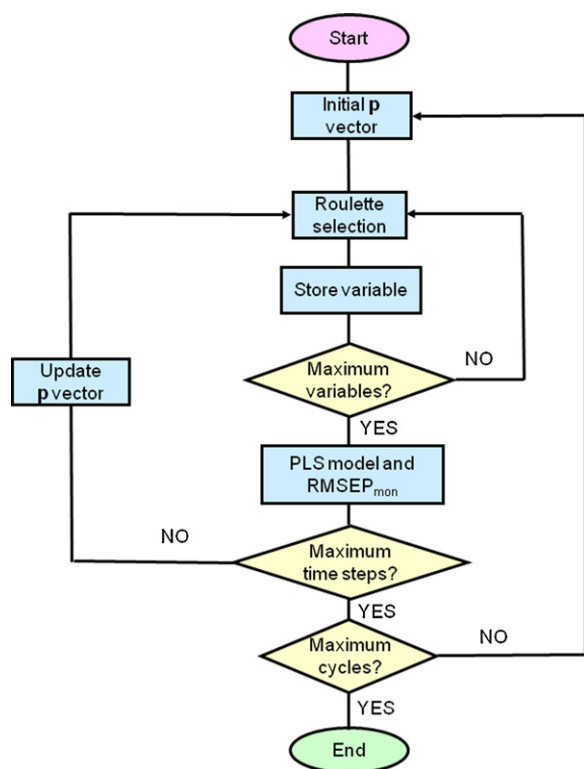 Start
Initial p
vector
Roulette
selection
Store variable
Maximum
variables?
NO
Update
p vector
YES
PLS model and
RMSEPmon
NO
Maximum
time steps?
YES
Maximum
cycles?
NO
YES
End